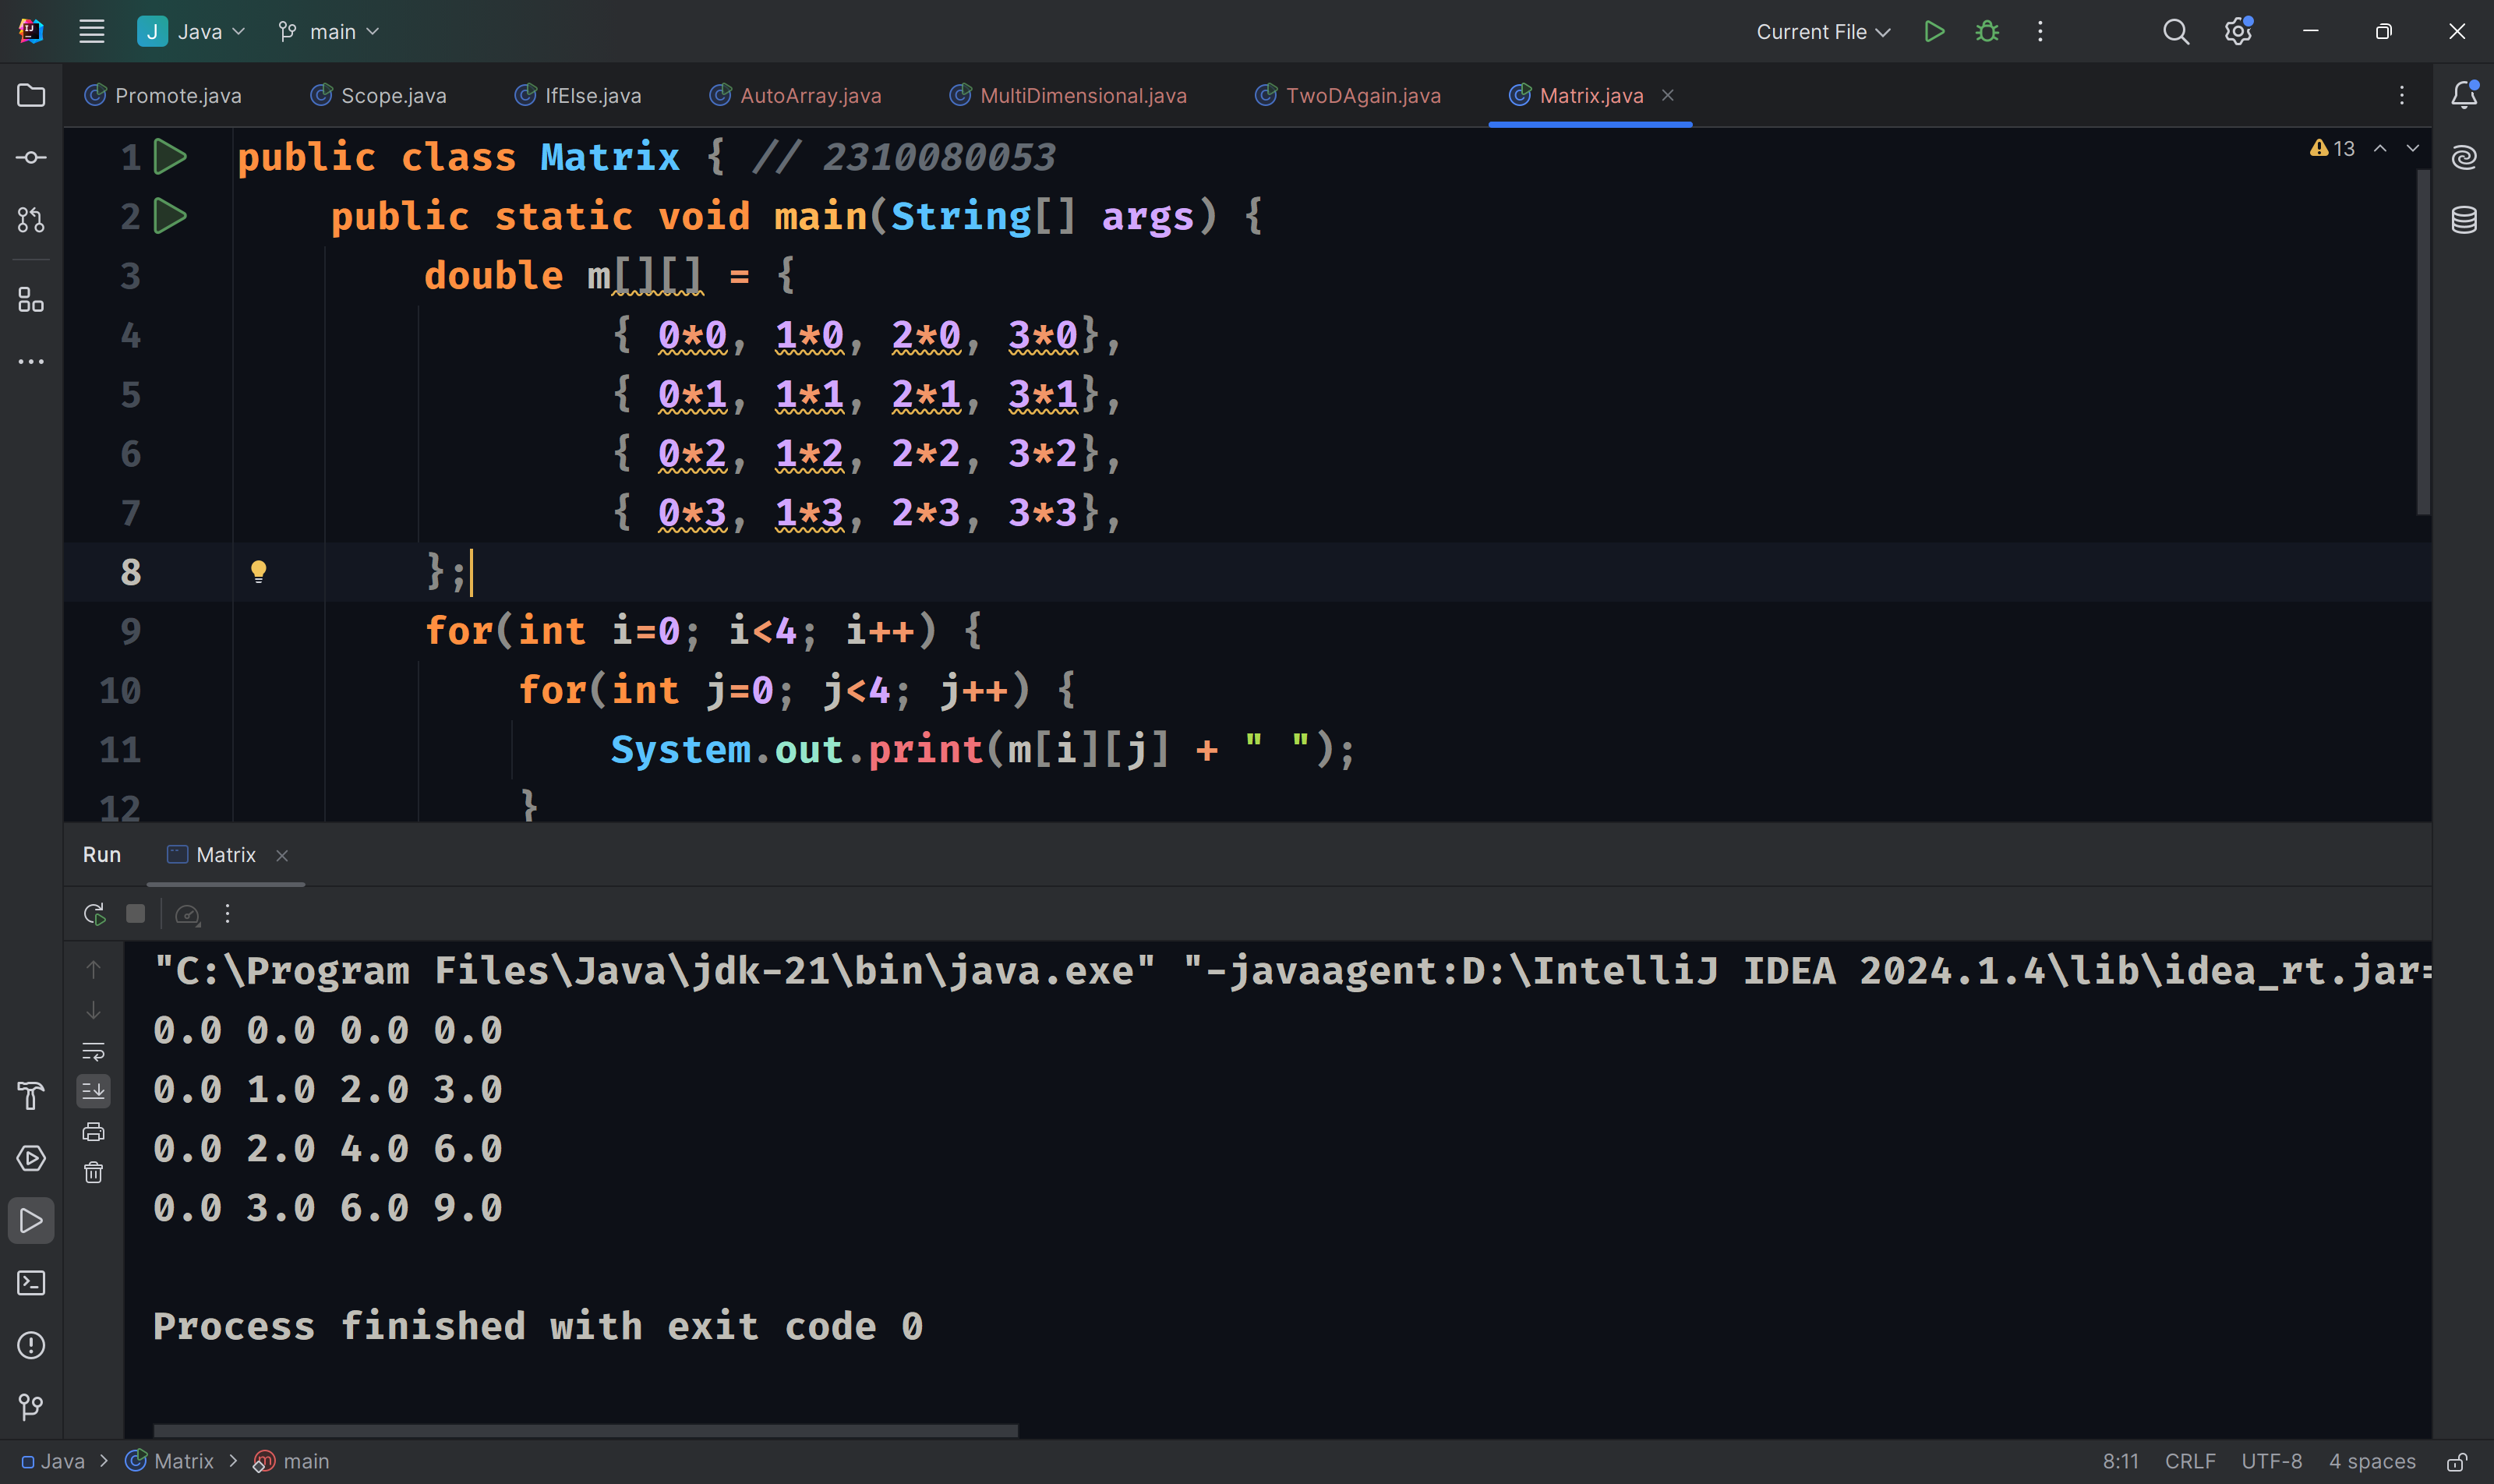 J Java main Current File
Promote.java Scope.java IfElse.java AutoArray.java MultiDimensional.java TwoDAgain.java Matrix.java
1 public class Matrix { // 2310080053
13
2 public static void main(String[] args) {
3 double m[][] = {
4 { 0*0, 1*0, 2*0, 3*0},
5 { 0*1, 1*1, 2*1, 3*1},
6 { 0*2, 1*2, 2*2, 3*2},
7 { 0*3, 1*3, 2*3, 3*3},
8 };
9 for(int i=0; i<4; i++) {
10 for(int j=0; j<4; j++) {
11 System.out.print(m[i][j] + " ");
12 }
Run Matrix
"C:\Program Files\Java\jdk-21\bin\java.exe" "-javaagent:D:\IntelliJ IDEA 2024.1.4\lib\idea_rt.jar=
0.0 0.0 0.0 0.0
0.0 1.0 2.0 3.0
0.0 2.0 4.0 6.0
0.0 3.0 6.0 9.0
Process finished with exit code 0
Java > Matrix > main 8:11 CRLF UTF-8 4 spaces